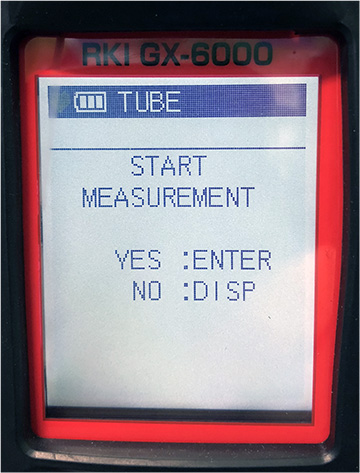 RKI GX-6000
TUBE
START
MEASUREMENT
YES :ENTER
NO :DISP